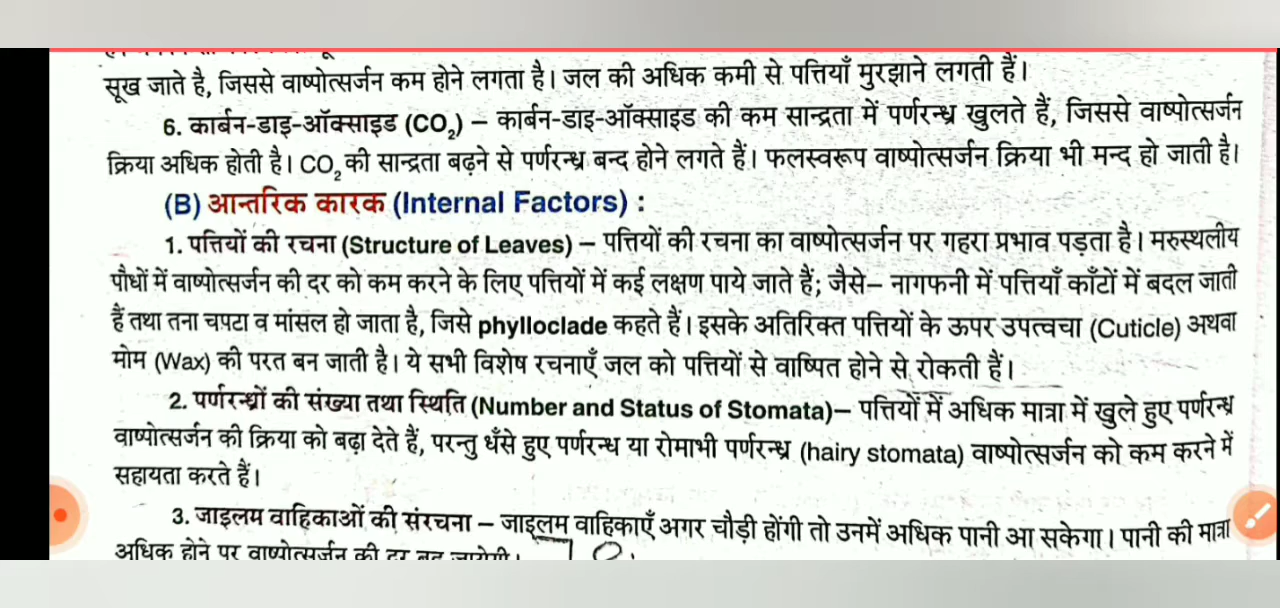 सूख जाते है, जिससे वाष्पोत्सर्जन कम होने लगता है। जल की अधिक कमी से पत्तियाँ मुरझाने लगती हैं।
6. कार्बन-डाइ-ऑक्साइड (CO₂) – कार्बन-डाइ-ऑक्साइड की कम सान्द्रता में पर्णरन्ध्र खुलते हैं, जिससे वाष्पोत्सर्जन
क्रिया अधिक होती है। CO₂ की सान्द्रता बढ़ने से पर्णरन्ध्र बन्द होने लगते हैं। फलस्वरूप वाष्पोत्सर्जन क्रिया भी मन्द हो जाती है।
(B) आन्तरिक कारक (Internal Factors) :
1. पत्तियों की रचना (Structure of Leaves) – पत्तियों की रचना का वाष्पोत्सर्जन पर गहरा प्रभाव पड़ता है। मरुस्थलीय
पौधों में वाष्पोत्सर्जन की दर को कम करने के लिए पत्तियों में कई लक्षण पाये जाते हैं; जैसे– नागफनी में पत्तियाँ काँटों में बदल जाती
हैं तथा तना चपटा व मांसल हो जाता है, जिसे phylloclade कहते हैं। इसके अतिरिक्त पत्तियों के ऊपर उपत्वचा (Cuticle) अथवा
मोम (Wax) की परत बन जाती है। ये सभी विशेष रचनाएँ जल को पत्तियों से वाष्पित होने से रोकती हैं।
2. पर्णरन्ध्रों की संख्या तथा स्थिति (Number and Status of Stomata)– पत्तियों में अधिक मात्रा में खुले हुए पर्णरन्ध्र
वाष्पोत्सर्जन की क्रिया को बढ़ा देते हैं, परन्तु धँसे हुए पर्णरन्ध या रोमाभी पर्णरन्ध्र (hairy stomata) वाष्पोत्सर्जन को कम करने में
सहायता करते हैं।
3. जाइलम वाहिकाओं की संरचना – जाइलम वाहिकाएँ अगर चौड़ी होंगी तो उनमें अधिक पानी आ सकेगा। पानी की मात्रा
अधिक होने पर वाष्पोत्सर्जन की दर बढ़ जायेगी।